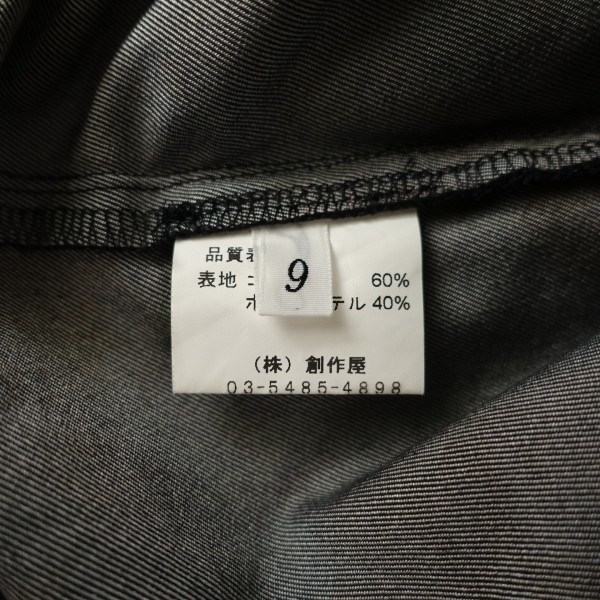 品質
表地 60%
テル 40%
9
(株) 創作屋
03-5485-4898